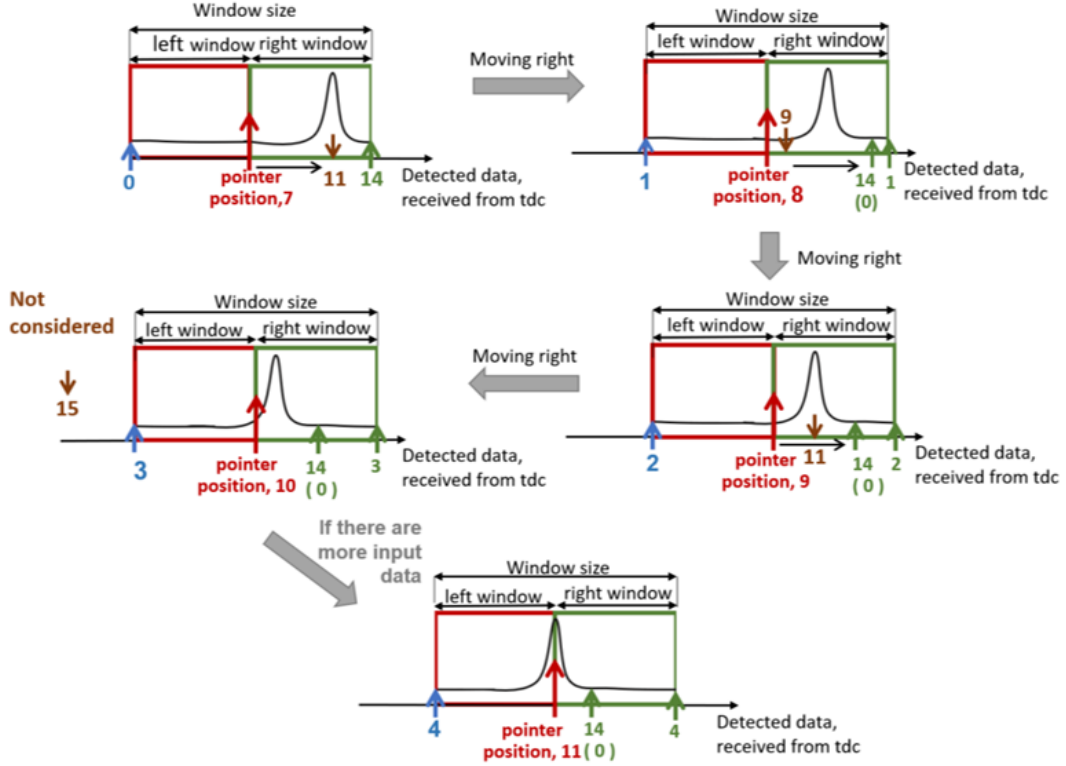 Window size
left window right window
0
pointer
position,7
11
14
Detected data,
received from tdc
Moving right
Window size
left window right window
9
1
pointer
position, 8
14
(0)
1
Detected data,
received from tdc
Moving right
Window size
left window right window
2
pointer
position, 9
11
14
( 0 )
2
Detected data,
received from tdc
Moving right
Not
considered
15
Window size
left window right window
3
pointer
position, 10
14
( 0 )
3
Detected data,
received from tdc
If there are
more input
data
Window size
left window right window
4
pointer
position, 11
14
( 0 )
4
Detected data,
received from tdc